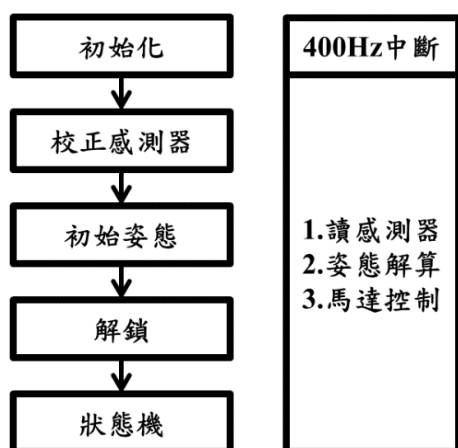 初始化
校正感測器
初始姿態
解鎖
狀態機
400Hz中斷
1.讀感測器
2.姿態解算
3.馬達控制